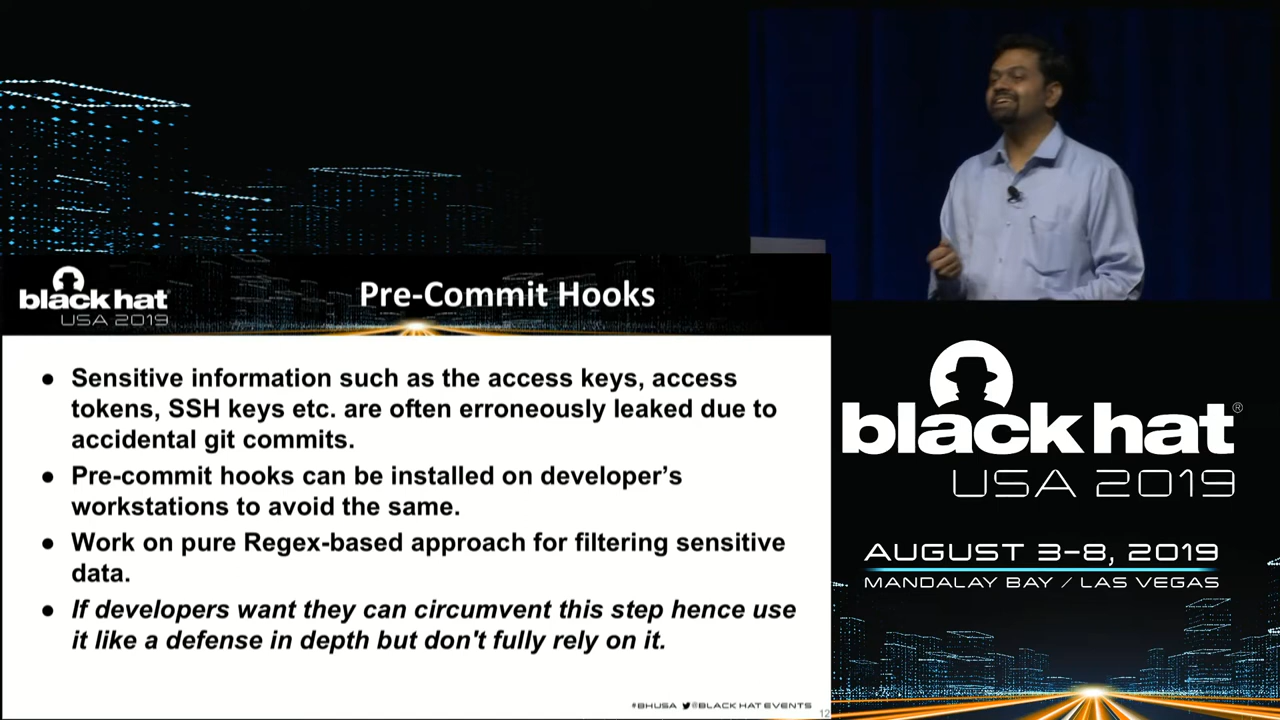 black hat
USA 2019
Pre-Commit Hooks
● Sensitive information such as the access keys, access
tokens, SSH keys etc. are often erroneously leaked due to
accidental git commits.
● Pre-commit hooks can be installed on developer’s
workstations to avoid the same.
● Work on pure Regex-based approach for filtering sensitive
data.
● If developers want they can circumvent this step hence use
it like a defense in depth but don't fully rely on it.
#BHUSA @BLACK HAT EVENTS
12
black hat®
USA 2019
AUGUST 3–8, 2019
MANDALAY BAY / LAS VEGAS